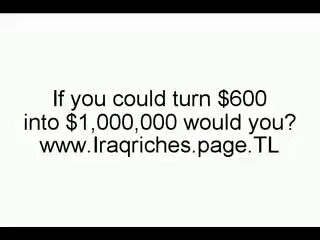 If you could turn $600
into $1,000,000 would you?
www.Iraqriches.page.TL